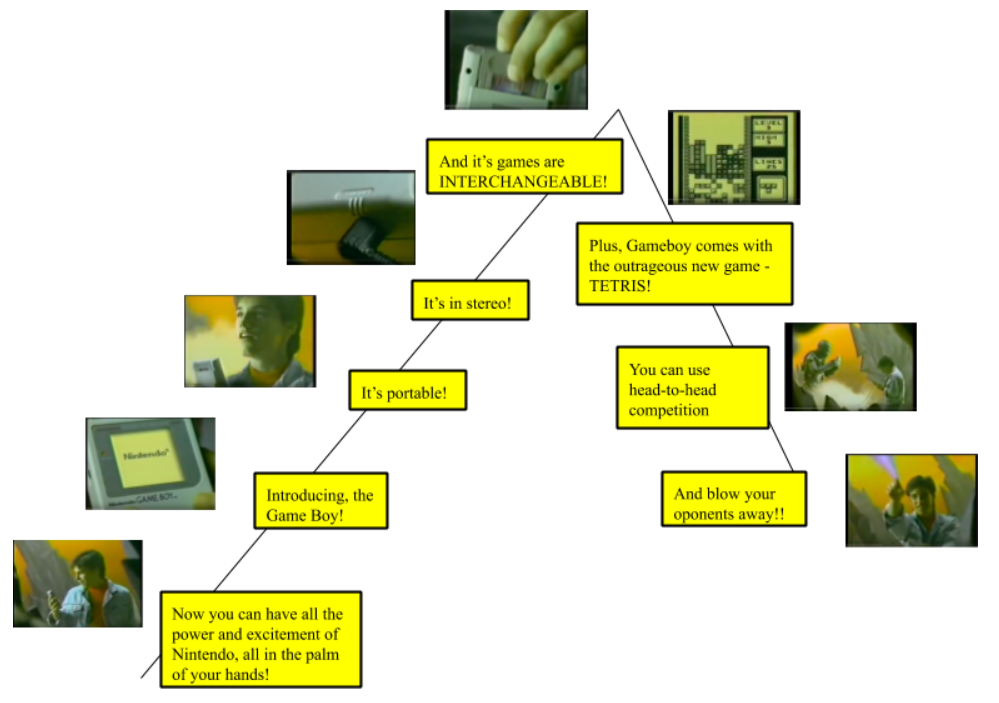 And it's games are
INTERCHANGEABLE!
LEVEL
LINES
25
Plus, Gameboy comes with
the outrageous new game -
TETRIS!
It's in stereo!
You can use
head-to-head
competition
It's portable!
Nintendo
Nintendo GAME BOY
Introducing, the
Game Boy!
And blow your
oponents away!!
Now you can have all the
power and excitement of
Nintendo, all in the palm
of your hands!